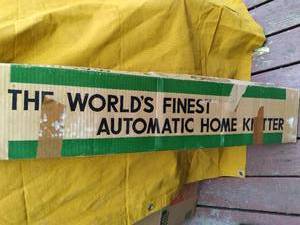 THE WORLD'S FINEST
AUTOMATIC HOME KNITTER